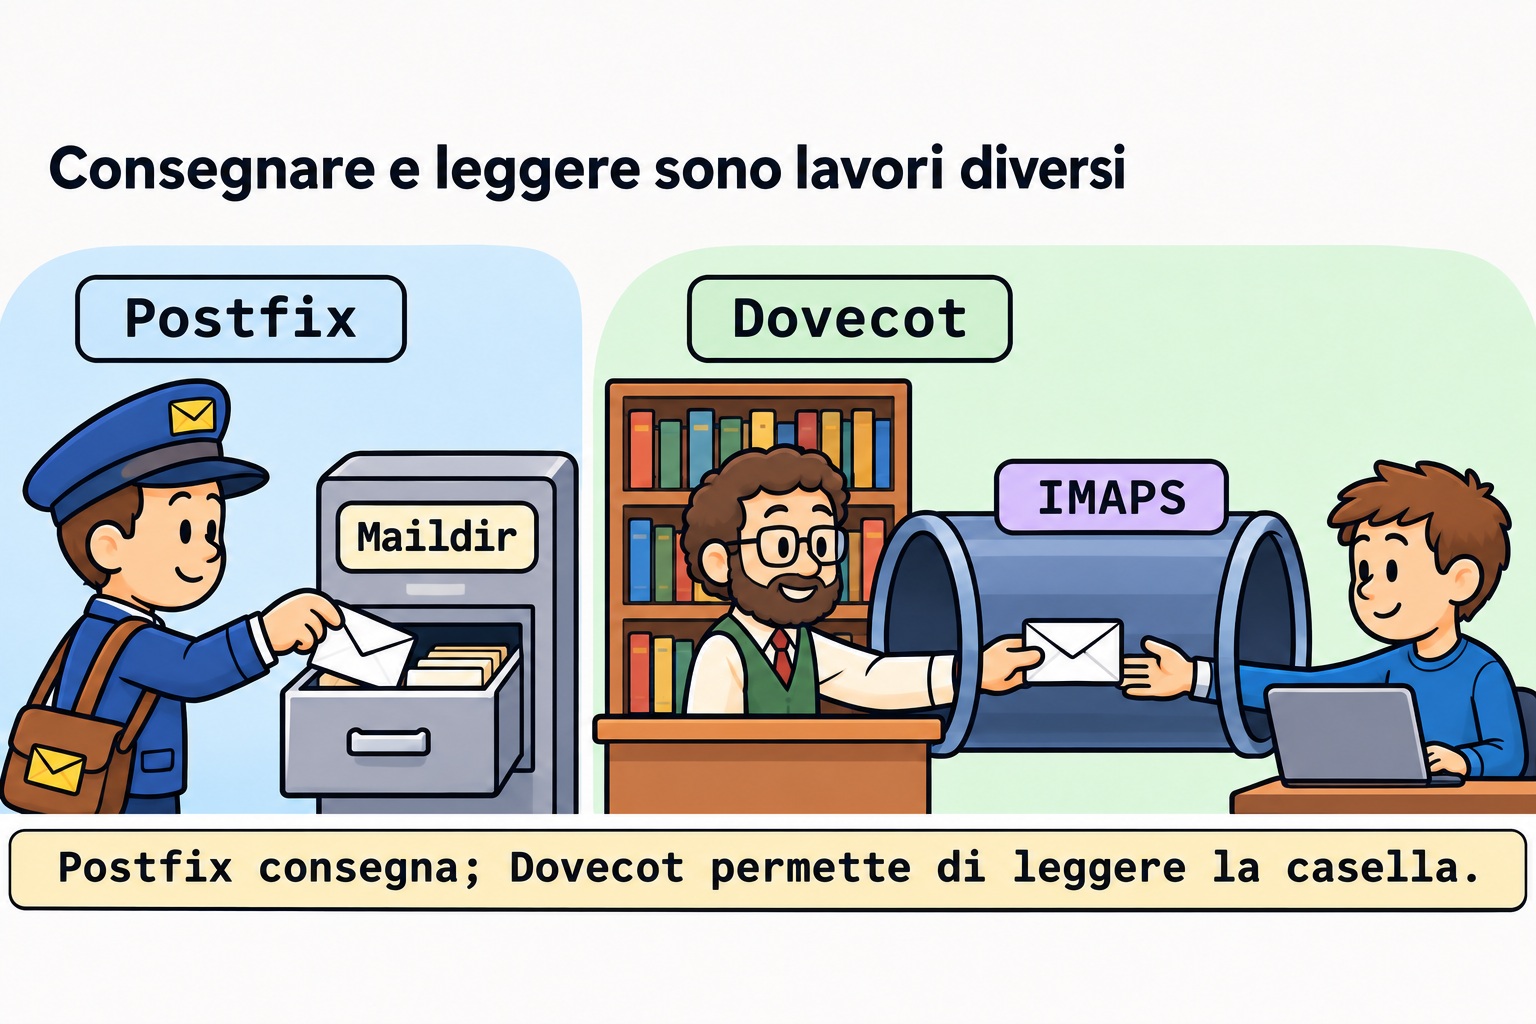 Consegnare e leggere sono lavori diversi
Postfix
Dovecot
Maildir
IMAPS
Postfix consegna; Dovecot permette di leggere la casella.